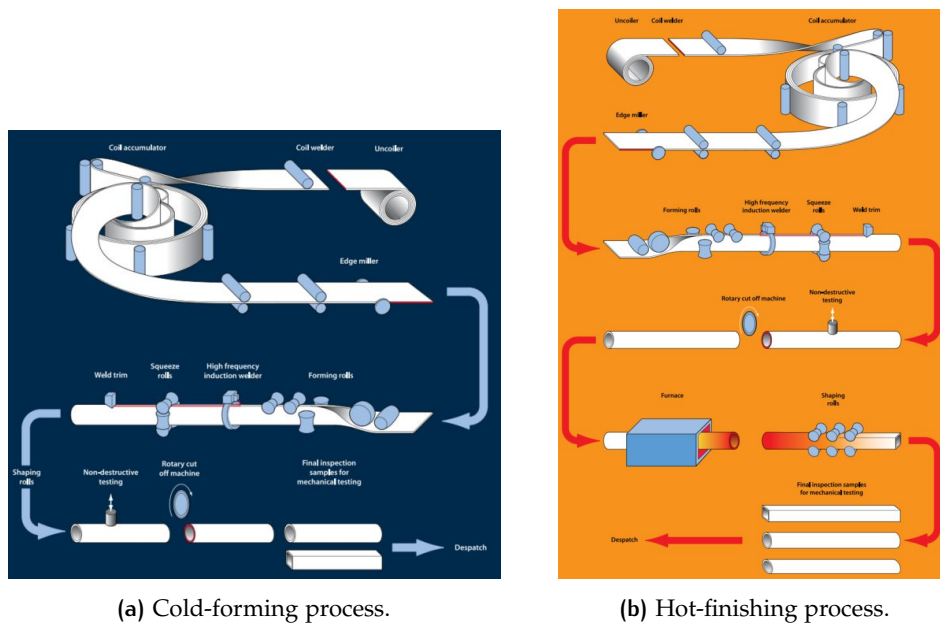 Coil accumulator
Coil welder
Uncoiler
Edge miller
Weld trim
Squeeze
rolls
High frequency
induction welder
Forming rolls
Shaping
rolls
Non-destructive
testing
Rotary cut
off machine
Final inspection
samples for
mechanical testing
Despatch
(a) Cold-forming process.
Uncoiler
Coil welder
Coil accumulator
Edge miller
Forming rolls
High frequency
induction welder
Squeeze
rolls
Weld trim
Rotary cut off machine
Non-destructive
testing
Furnace
Shaping
rolls
Final inspection samples
for mechanical testing
Despatch
(b) Hot-finishing process.